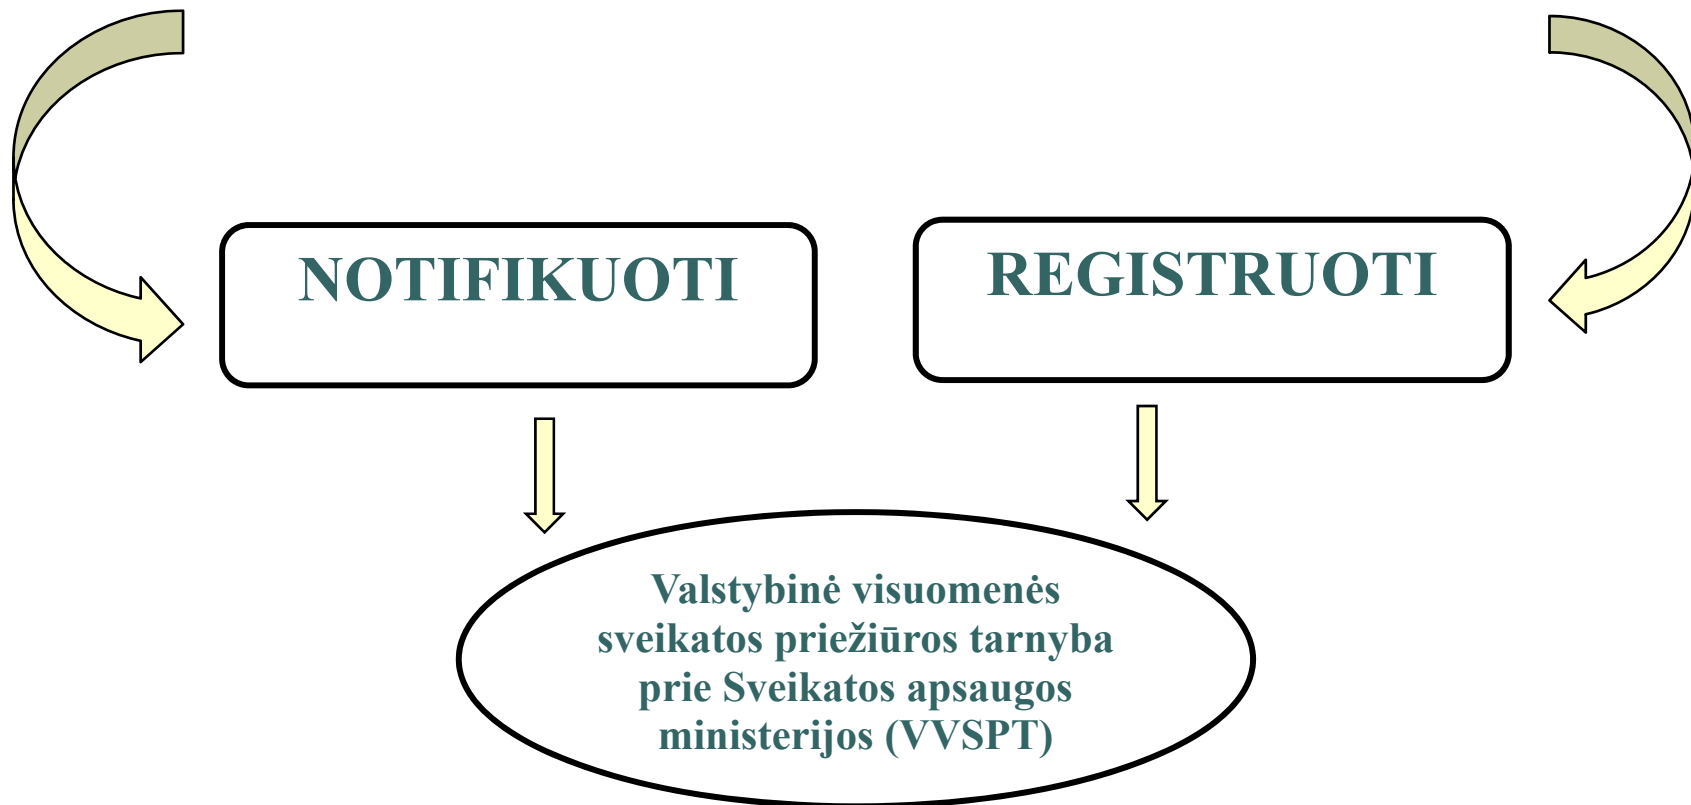 NOTIFIKUOTI
REGISTRUOTI
Valstybinė visuomenės
sveikatos priežiūros tarnyba
prie Sveikatos apsaugos
ministerijos (VVSPT)